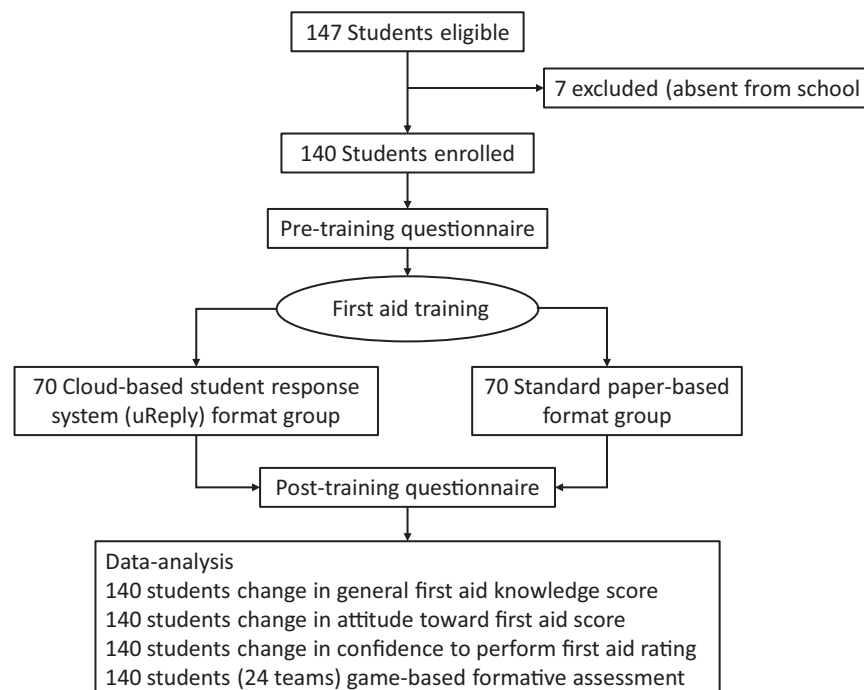 147 Students eligible
7 excluded (absent from school
140 Students enrolled
Pre-training questionnaire
First aid training
70 Cloud-based student response
system (uReply) format group
70 Standard paper-based
format group
Post-training questionnaire
Data-analysis
140 students change in general first aid knowledge score
140 students change in attitude toward first aid score
140 students change in confidence to perform first aid rating
140 students (24 teams) game-based formative assessment